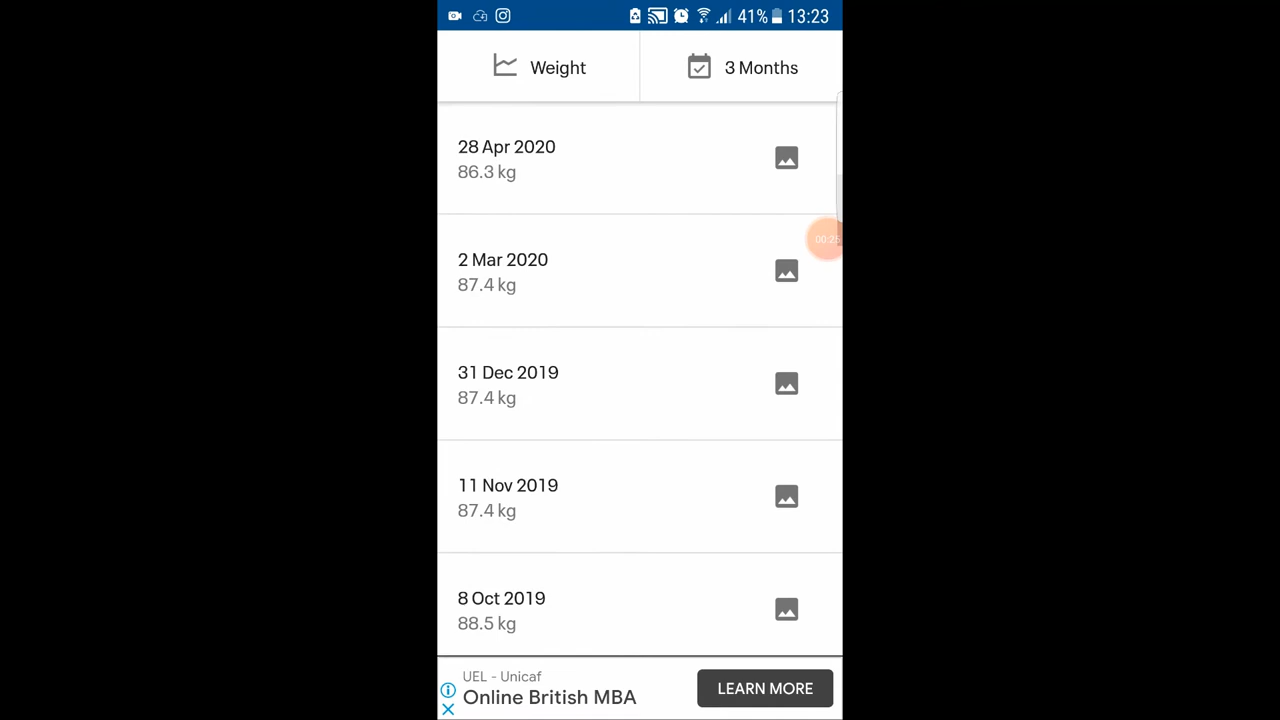 41% 13:23
Weight
3 Months
28 Apr 2020
86.3 kg
00:25
2 Mar 2020
87.4 kg
31 Dec 2019
87.4 kg
11 Nov 2019
87.4 kg
8 Oct 2019
88.5 kg
UEL - Unicaf
Online British MBA
LEARN MORE